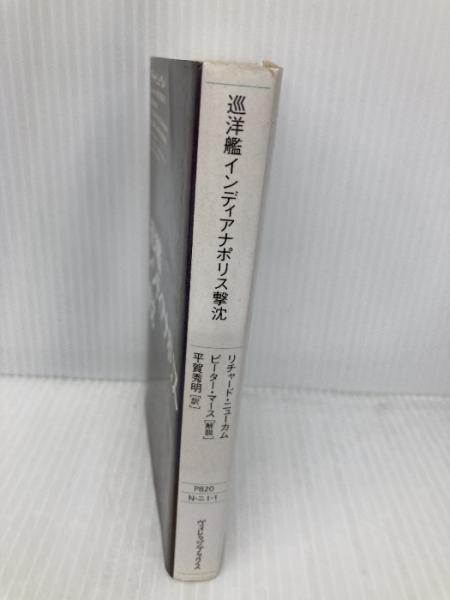 巡洋艦インディアナポリス撃沈
リチャード・ニューカム
ピーター・マース[解説]
平賀秀明[訳]
P820
N-ニ1-1
ヴィレッジブックス